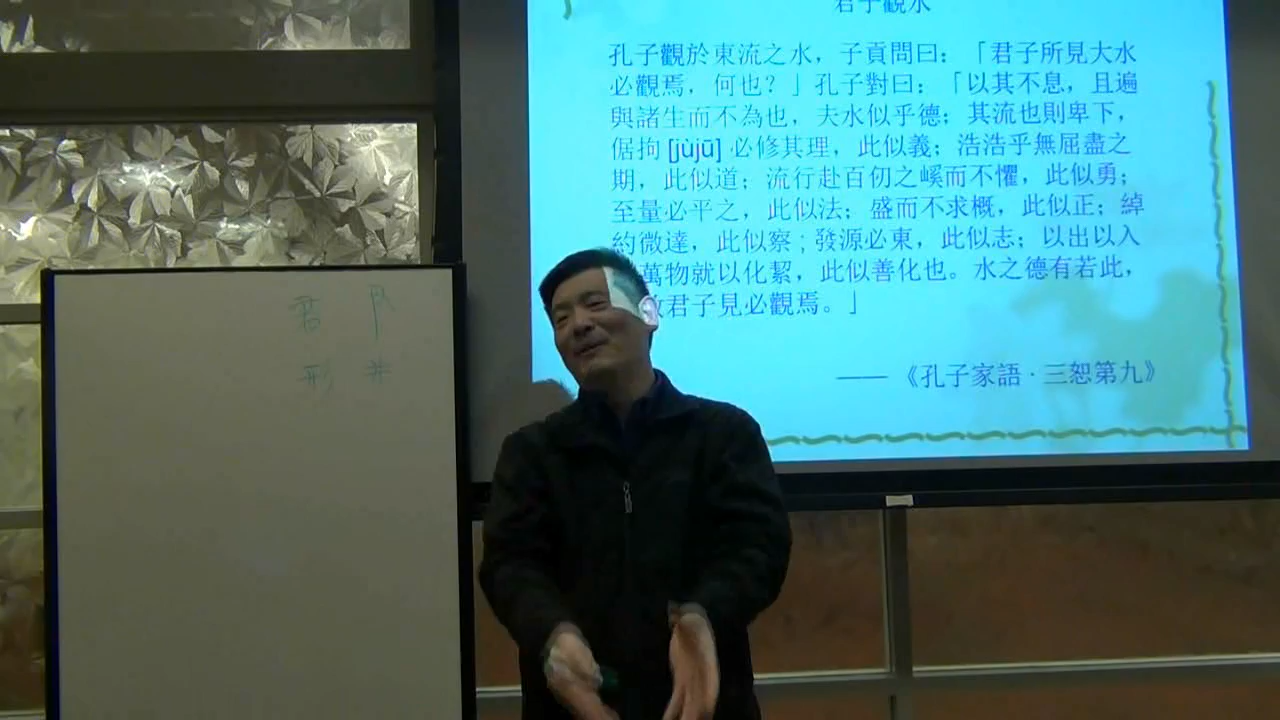 君子觀水
孔子觀於東流之水，子貢問曰：「君子所見大水
必觀焉，何也？」孔子對曰：「以其不息，且遍
與諸生而不為也，夫水似乎德；其流也則卑下，
倨拘[jùjū]必修其理，此似義；浩浩乎無屈盡之
期，此似道；流行赴百仞之嵠而不懼，此似勇；
至量必平之，此似法；盛而不求概，此似正；綽
約微達，此似察；發源必東，此似志；以出以入
萬物就以化絜，此似善化也。水之德有若此，
故君子見必觀焉。」
——《孔子家語·三恕第九》
君
形 井